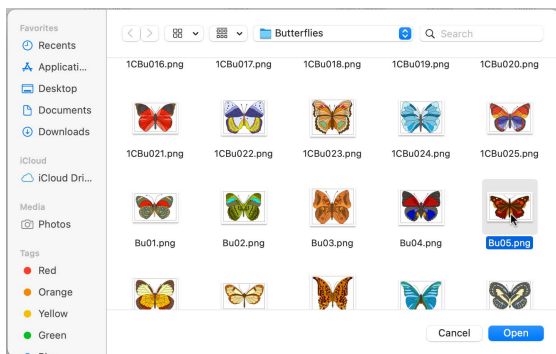 Favorites
Recents
Applicati...
Desktop
Documents
Downloads
iCloud
iCloud Dri...
Media
Photos
Tags
Red
Orange
Yellow
Green
Butterflies
Search
1CBu016.png 1CBu017.png 1CBu018.png 1CBu019.png 1CBu020.png
1CBu021.png 1CBu022.png 1CBu023.png 1CBu024.png 1CBu025.png
Bu01.png Bu02.png Bu03.png Bu04.png Bu05.png
Cancel Open